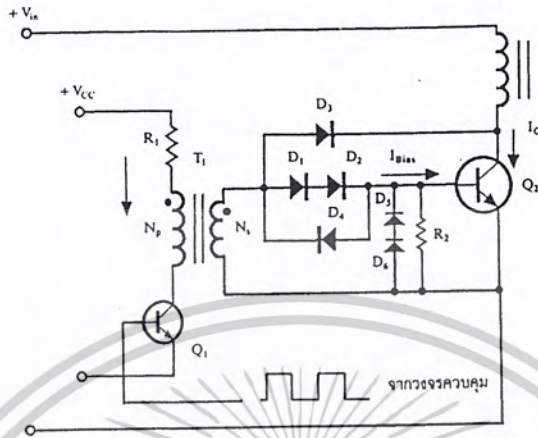 + Vin
+ VCC
R1
T1
D3
D1
D2
IBias
IC
Q2
D4
D5
Np
Ns
D6
R2
Q1
จากวงจรควบคุม